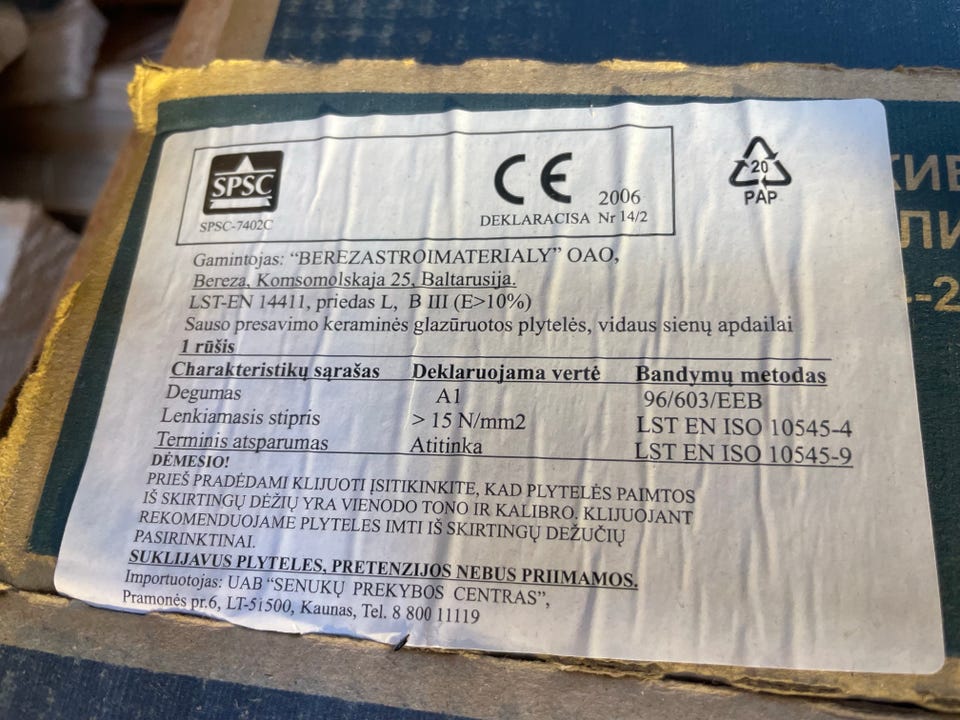 SPSC
SPSC-7402C
CE
2006
DEKLARACISA Nr 14/2
20
PAP
Gamintojas: “BEREZASTROIMATERIALY” OAO,
Bereza, Komsomolskaja 25, Baltarusija.
LST-EN 14411, priedas L, B III (E>10%)
Sauso presavimo keraminės glazūruotos plytelės, vidaus sienų apdailai
1 rūšis
Charakteristikų sąrašas Deklaruojama vertė Bandymų metodas
Degumas A1 96/603/EEB
Lenkiamasis stipris > 15 N/mm2 LST EN ISO 10545-4
Terminis atsparumas Atitinka LST EN ISO 10545-9
DĖMESIO!
PRIEŠ PRADĖDAMI KLIJUOTI ĮSITIKINKITE, KAD PLYTELĖS PAIMTOS
IŠ SKIRTINGŲ DĖŽIŲ YRA VIENODO TONO IR KALIBRO. KLIJUOJANT
REKOMENDUOJAME PLYTELES IMTI IŠ SKIRTINGŲ DEŽUČIŲ
PASIRINKTINAI.
SUKLIJAVUS PLYTELES, PRETENZIJOS NEBUS PRIIMAMOS.
Importuotojas: UAB “SENUKŲ PREKYBOS CENTRAS”,
Pramonės pr.6, LT-51500, Kaunas, Tel. 8 800 11119